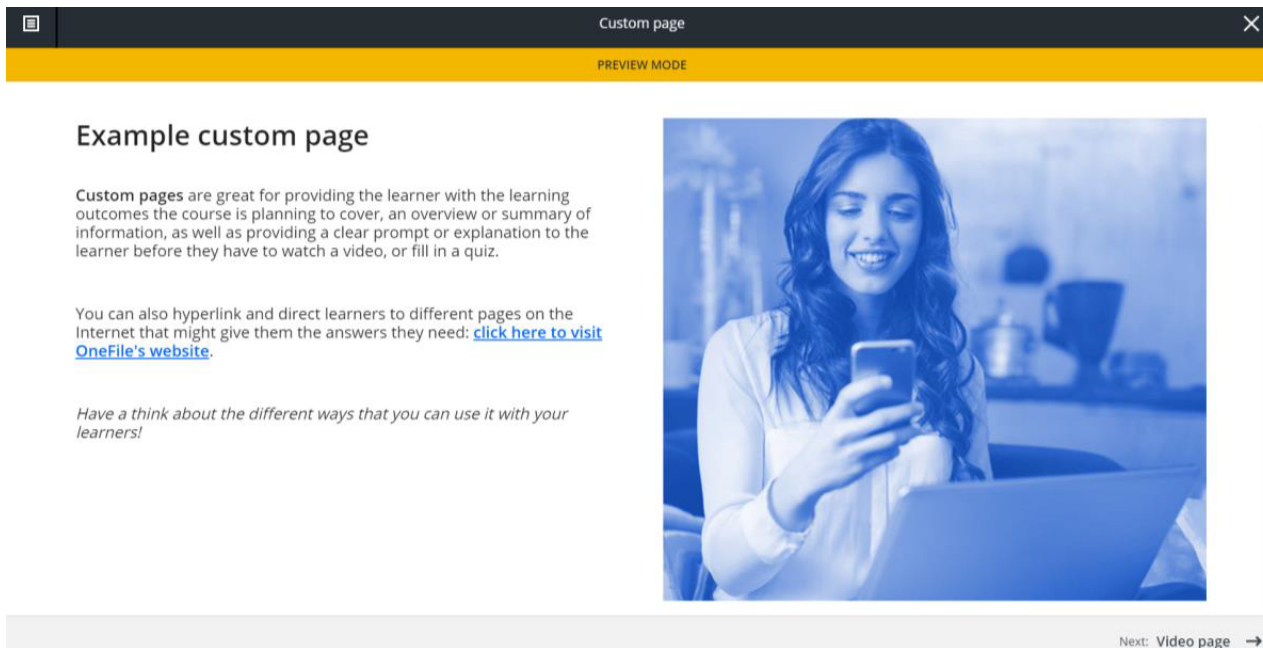 Custom page
PREVIEW MODE
Example custom page
Custom pages are great for providing the learner with the learning
outcomes the course is planning to cover, an overview or summary of
information, as well as providing a clear prompt or explanation to the
learner before they have to watch a video, or fill in a quiz.
You can also hyperlink and direct learners to different pages on the
Internet that might give them the answers they need: click here to visit
OneFile's website.
Have a think about the different ways that you can use it with your
learners!
Next: Video page →